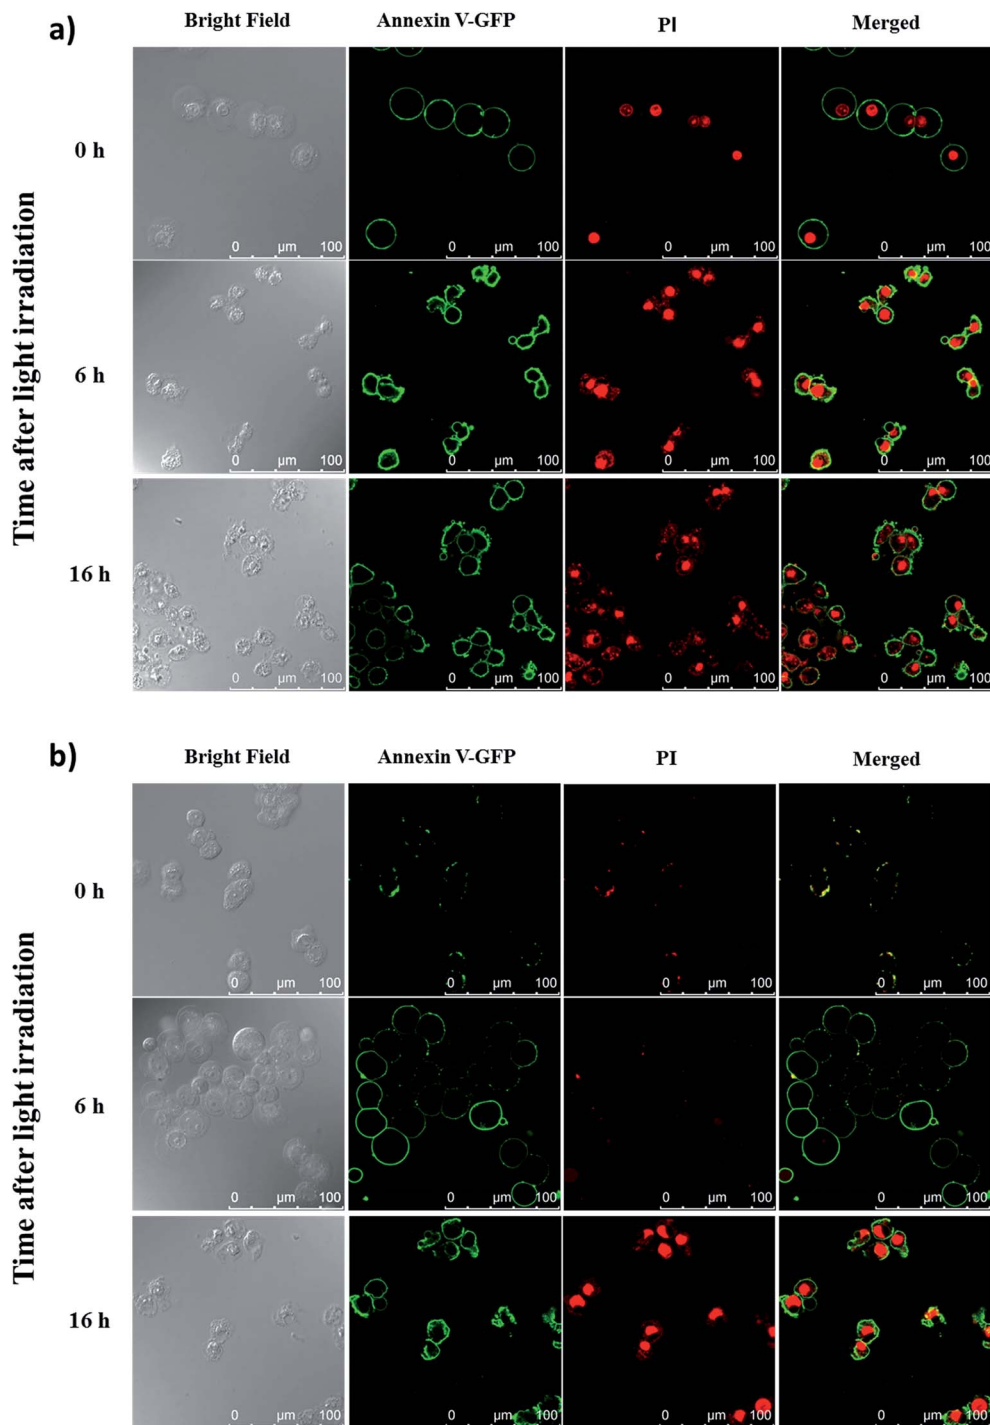 a)
Bright Field Annexin V-GFP PI Merged
Time after light irradiation
0 h
0 µm 100 0 µm 100 0 µm 100 0 µm 100
6 h
0 µm 100 0 µm 100 0 µm 100 0 µm 100
16 h
0 µm 100 0 µm 100 0 µm 100 0 µm 100
b)
Bright Field Annexin V-GFP PI Merged
Time after light irradiation
0 h
0 µm 100 0 µm 100 0 µm 100 0 µm 100
6 h
0 µm 100 0 µm 100 0 µm 100 0 µm 100
16 h
0 µm 100 0 µm 100 0 µm 100 0 µm 100